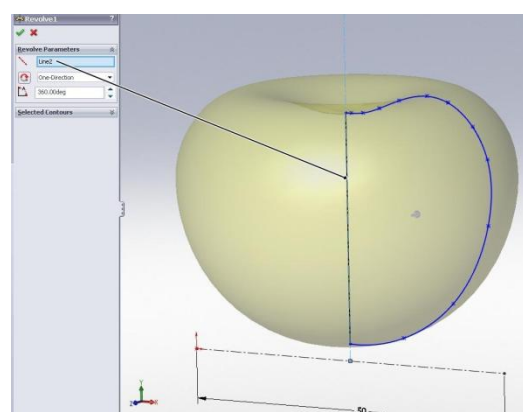 Revolve1
?
Revolve Parameters
Line2
One-Direction
360.00deg
Selected Contours
50
Y
Z
X